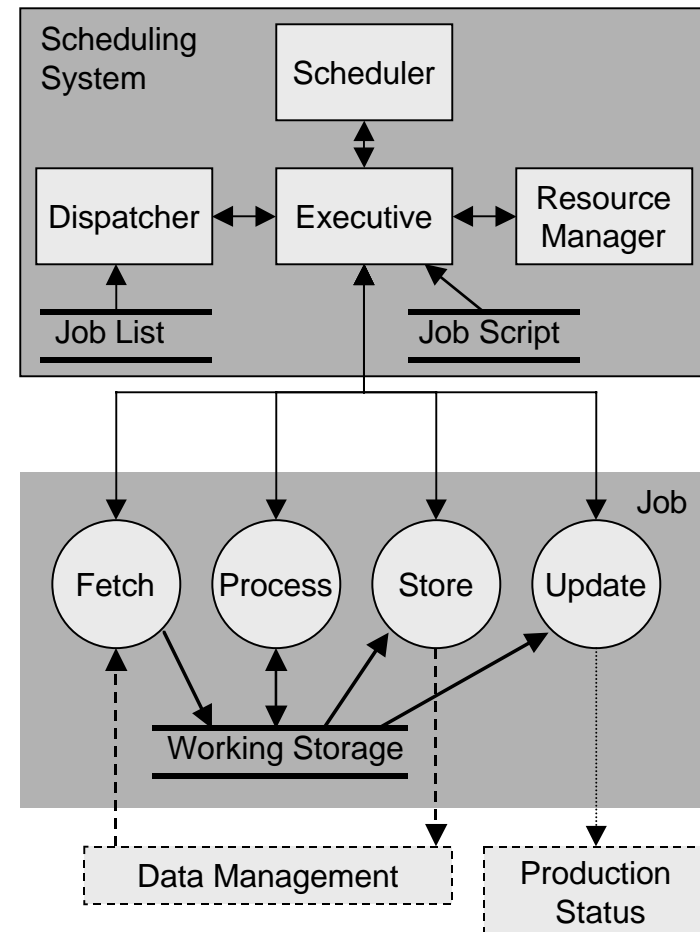 Scheduling
System
Scheduler
Dispatcher
Executive
Resource
Manager
Job List
Job Script
Job
Fetch
Process
Store
Update
Working Storage
Data Management
Production
Status